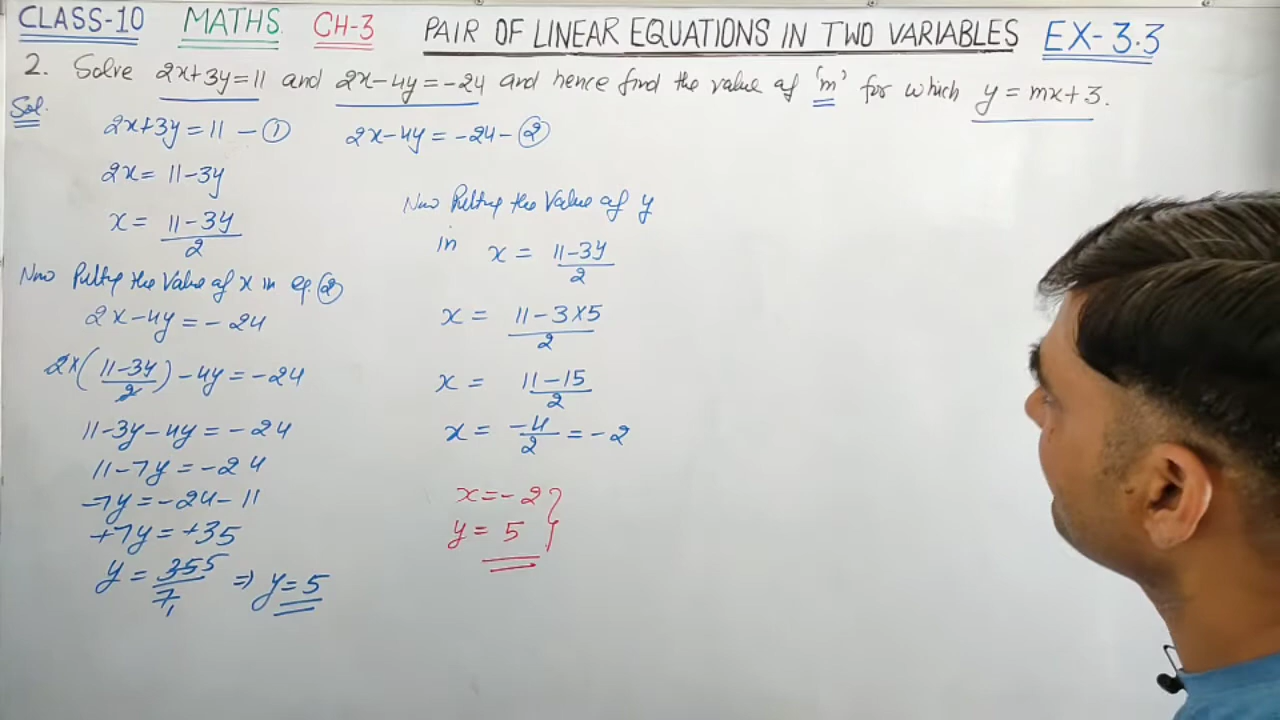 CLASS-10 MATHS. CH-3 PAIR OF LINEAR EQUATIONS IN TWO VARIABLES EX-3.3
2. Solve 2x+3y=11 and 2x-4y=-24 and hence find the value of 'm' for which y=mx+3.
Sol.
2x+3y=11 - ①
2x= 11-3y
x= 11-3y/2
Now Putting the Value of x in eq. ②
2x-4y=-24
2×(11-3y/2)-4y=-24
11-3y-4y=-24
11-7y=-24
-7y=-24-11
+7y=+35
y=35/7 5 1 ⇒ y=5
2x-4y=-24-②
Now Putting the Value of y
in x= 11-3y/2
x= 11-3×5/2
x= 11-15/2
x= -4/2 = -2
x=-2
y= 5 }